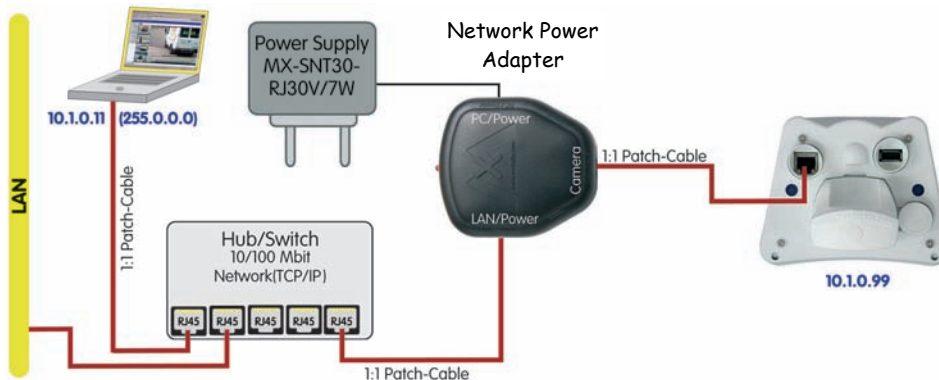 LAN
10.1.0.11 (255.0.0.0)
1:1 Patch-Cable
Power Supply
MX-SNT30-
RJ30V/7W
Network Power
Adapter
PC/Power
Camera
LAN/Power
1:1 Patch-Cable
10.1.0.99
Hub/Switch
10/100 Mbit
Network(TCP/IP)
RJ45 RJ45 RJ45 RJ45 RJ45
1:1 Patch-Cable